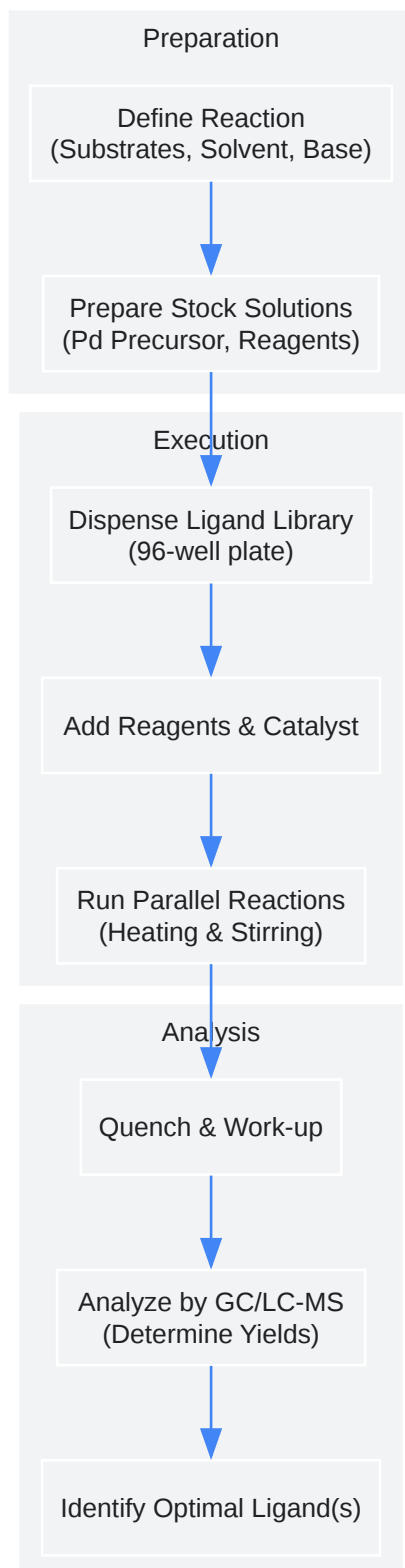 Preparation
Define Reaction
(Substrates, Solvent, Base)
Prepare Stock Solutions
(Pd Precursor, Reagents)
Execution
Dispense Ligand Library
(96-well plate)
Add Reagents & Catalyst
Run Parallel Reactions
(Heating & Stirring)
Analysis
Quench & Work-up
Analyze by GC/LC-MS
(Determine Yields)
Identify Optimal Ligand(s)